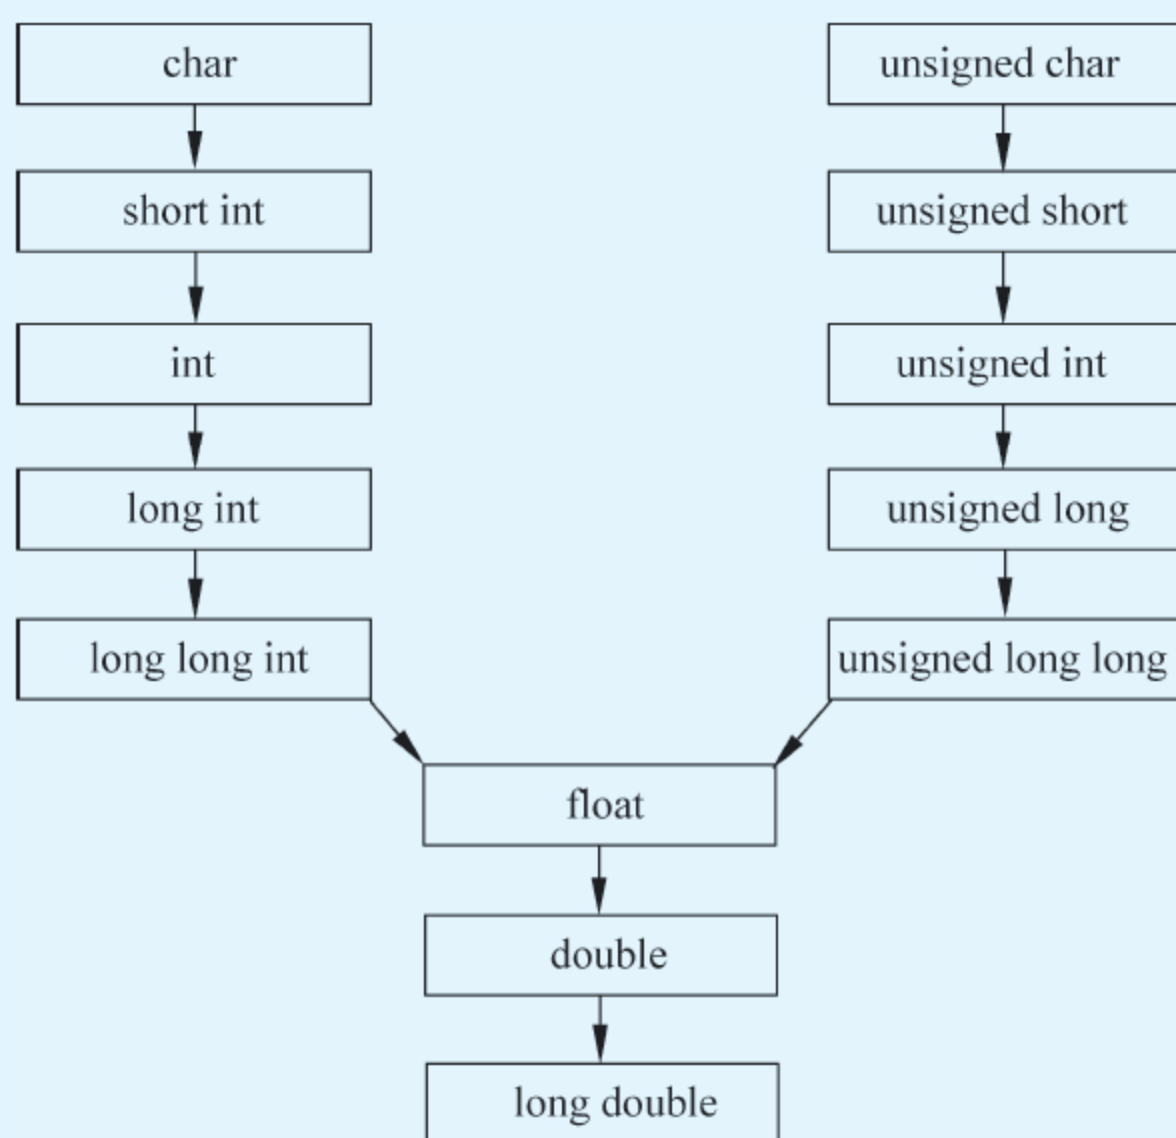 char
unsigned char
short int
unsigned short
int
unsigned int
long int
unsigned long
long long int
unsigned long long
float
double
long double